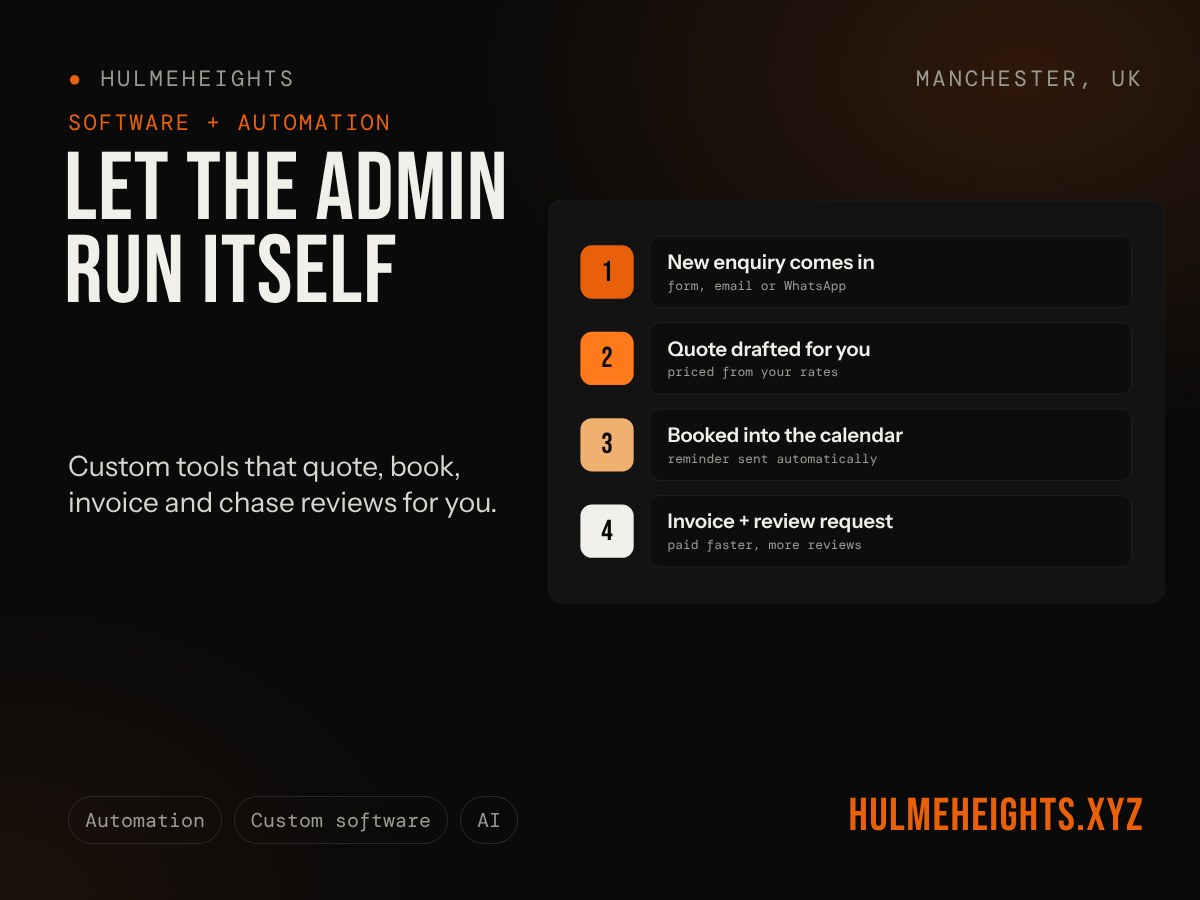 HULMEHEIGHTS
MANCHESTER, UK
SOFTWARE + AUTOMATION
LET THE ADMIN
RUN ITSELF
Custom tools that quote, book,
invoice and chase reviews for you.
1
New enquiry comes in
form, email or WhatsApp
2
Quote drafted for you
priced from your rates
3
Booked into the calendar
reminder sent automatically
4
Invoice + review request
paid faster, more reviews
Automation
Custom software
AI
HULMEHEIGHTS.XYZ